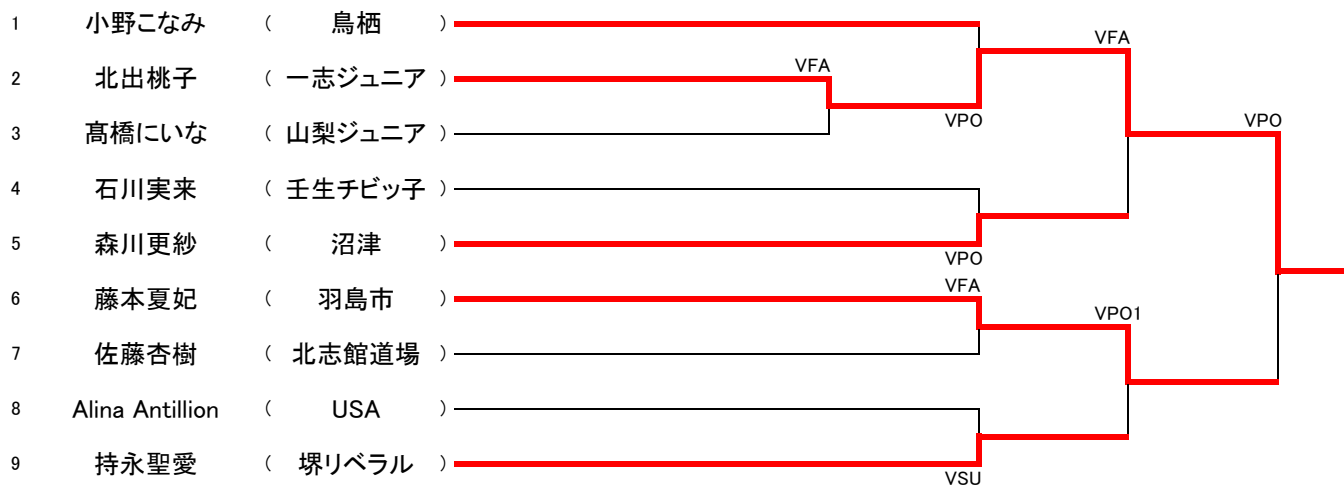 1 小野こなみ ( 鳥栖 )
VFA
2 北出桃子 ( 一志ジュニア ) VFA
VPO VPO
3 髙橋にいな ( 山梨ジュニア )
4 石川実来 ( 壬生チビッ子 )
5 森川更紗 ( 沼津 )
VPO
VFA
6 藤本夏妃 ( 羽島市 )
VPO1
7 佐藤杏樹 ( 北志館道場 )
8 Alina Antillion ( USA )
9 持永聖愛 ( 堺リベラル )
VSU